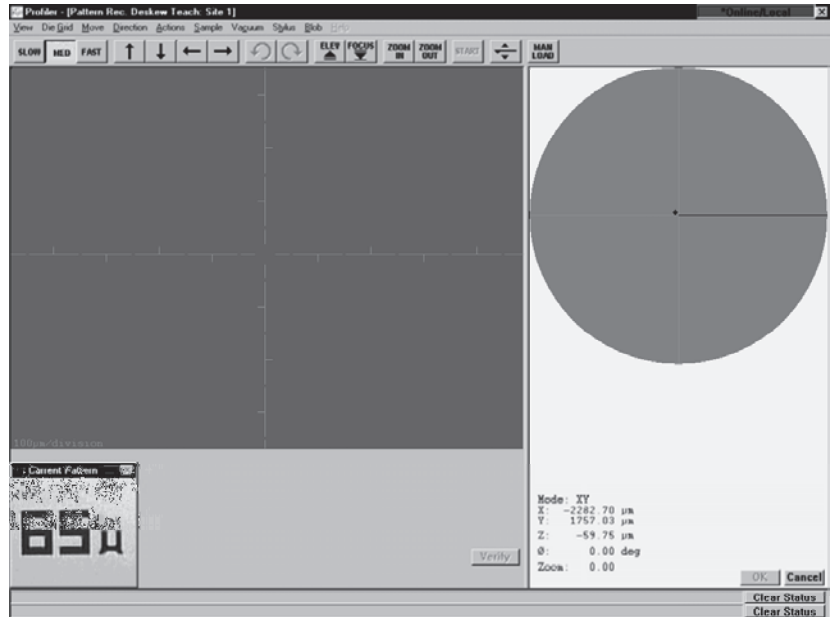 Profiler - [Pattern Rec. Deskew Teach: Site 1]
*Online/Local
View Die Grid Move Direction Actions Sample Vacuum Stylus Blob Help
SLOW MED FAST ELEV FOCUS ZOOM IN ZOOM OUT START MAN LOAD
100µm/division
Current Pattern
65µ
Verify
Mode: XY
X: -2282.70 µm
Y: 1757.03 µm
Z: -59.75 µm
Ø: 0.00 deg
Zoom: 0.00
OK Cancel
Clear Status
Clear Status